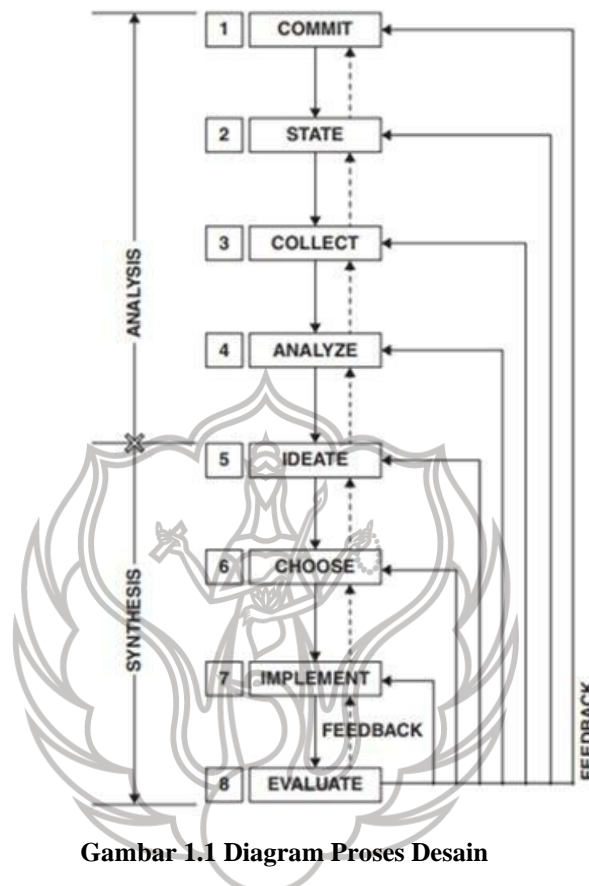 1 COMMIT
2 STATE
3 COLLECT
ANALYSIS
4 ANALYZE
5 IDEATE
6 CHOOSE
SYNTHESIS
7 IMPLEMENT
FEEDBACK
FEEDBACK
8 EVALUATE
Gambar 1.1 Diagram Proses Desain